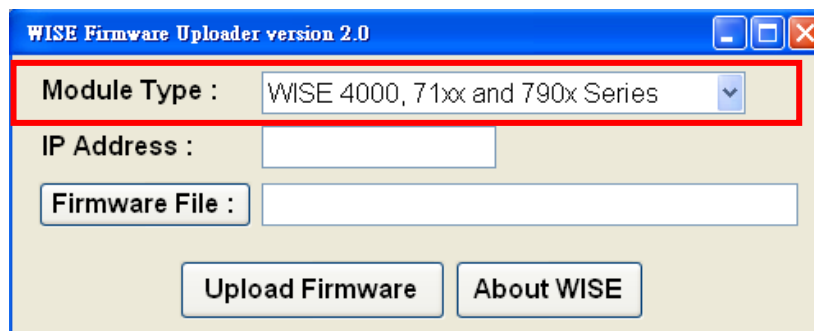 WISE Firmware Uploader version 2.0
Module Type :
WISE 4000, 71xx and 790x Series
IP Address :
Firmware File :
Upload Firmware
About WISE